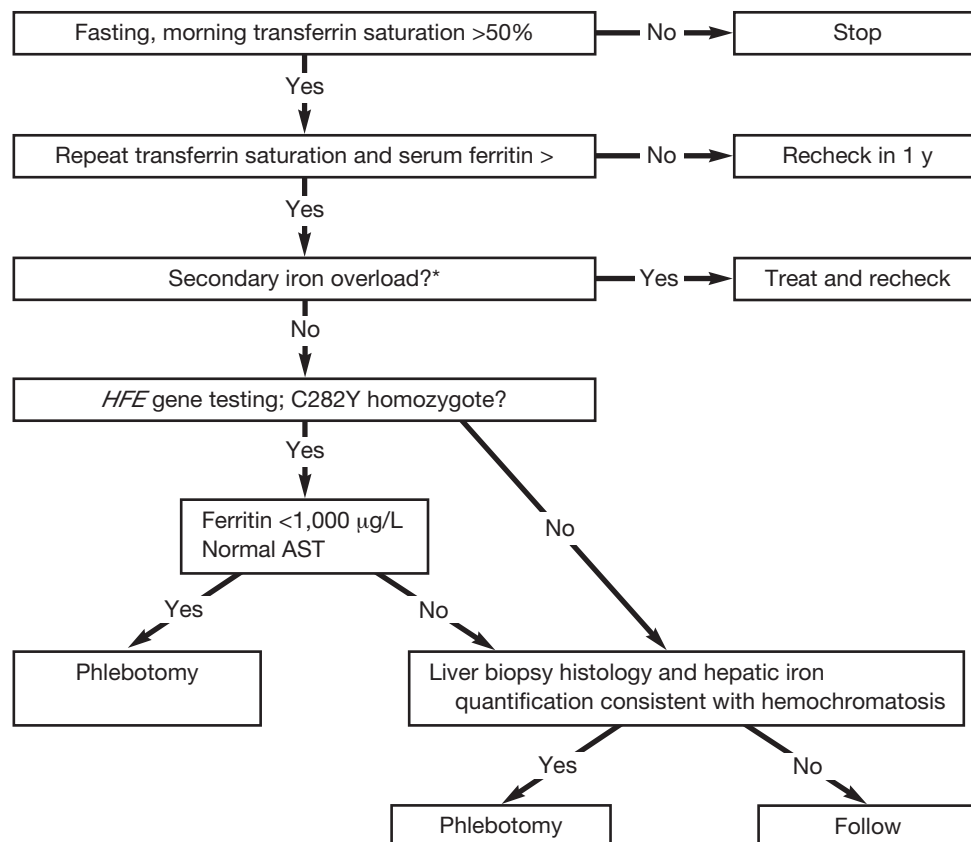 Fasting, morning transferrin saturation >50%
No
Stop
Yes
Repeat transferrin saturation and serum ferritin >
No
Recheck in 1 y
Yes
Secondary iron overload?*
Yes
Treat and recheck
No
HFE gene testing; C282Y homozygote?
Yes
No
Ferritin <1,000 μg/L
Normal AST
Yes
No
Phlebotomy
Liver biopsy histology and hepatic iron
quantification consistent with hemochromatosis
Yes
No
Phlebotomy
Follow